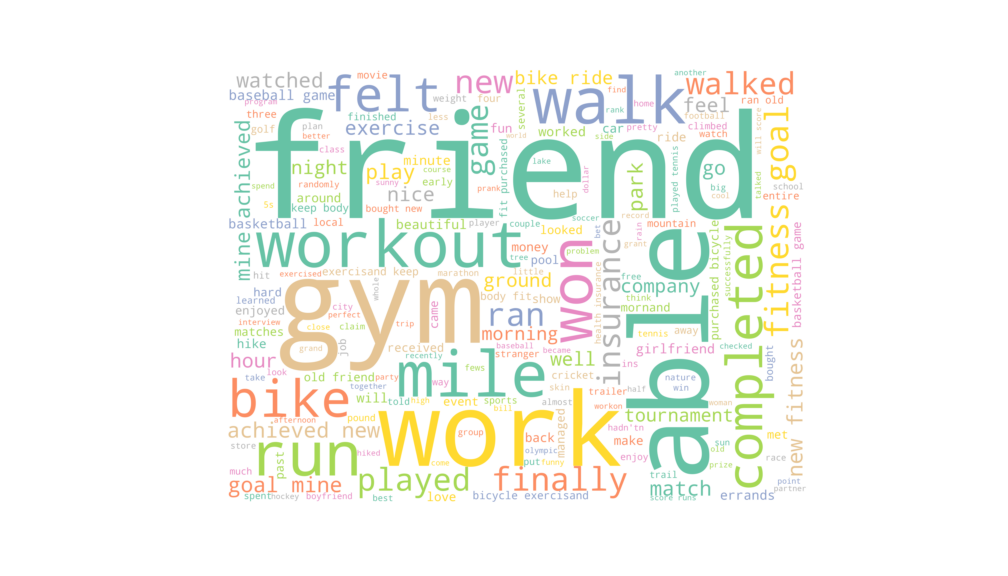 watched
movie
felt
new
bike ride
walk
another
walked
baseball game
program
weight
four
several
find
rank
home
feel
ran old
three
finished
less
game
fun
worked
car
pretty
football
climbed
golf
plan
better
exercise
side
ride
watch
will score
friend
achieved
night
class
play
minute
course
fit purchased
World
lake
dollar
park
played tennis
go
school
talked
fitness goal
spend
randomly
sunny
early
nice
prank
help
big
cool
entire
5s
around
keep body
bought new
basketball
local
beautiful
player
couple
soccer
looked
bet
record
mountain
rain
grant
mine
workout
tree
money
pool
won
problem
insurance
able
successfully
purchased bicycle
completed
basketball game
hit
exercised
exercisand keep
marathon
little
ground
health insurance
free
company
hard
learned
whole
gym
body fit
show
think
mornand
enjoyed
city
perfect
came
ran
morning
tennis
away
checked
matches
interview
close
claim
trip
baseball
stranger
became
girlfriend
hike
job
received
recently
bought
hour
grand
old friend
mile
fews
well
ins
nature
win
take
look
together
party
way
cricket
skin
trailer
half
woman
new fitness
bike
will
told
high
event
sports
almost
workon
pound
bill
tournament
achieved new
afternoon
group
work
managed
back
make
hadn'tn
met
store
run
past
olympic
enjoy
sun
old
race
much
hiked
come
put
funny
trail
prize
point
goal mine
played
finally
match
errands
partner
spent
hockey
boyfriend
best
love
bicycle exercisand
score runs